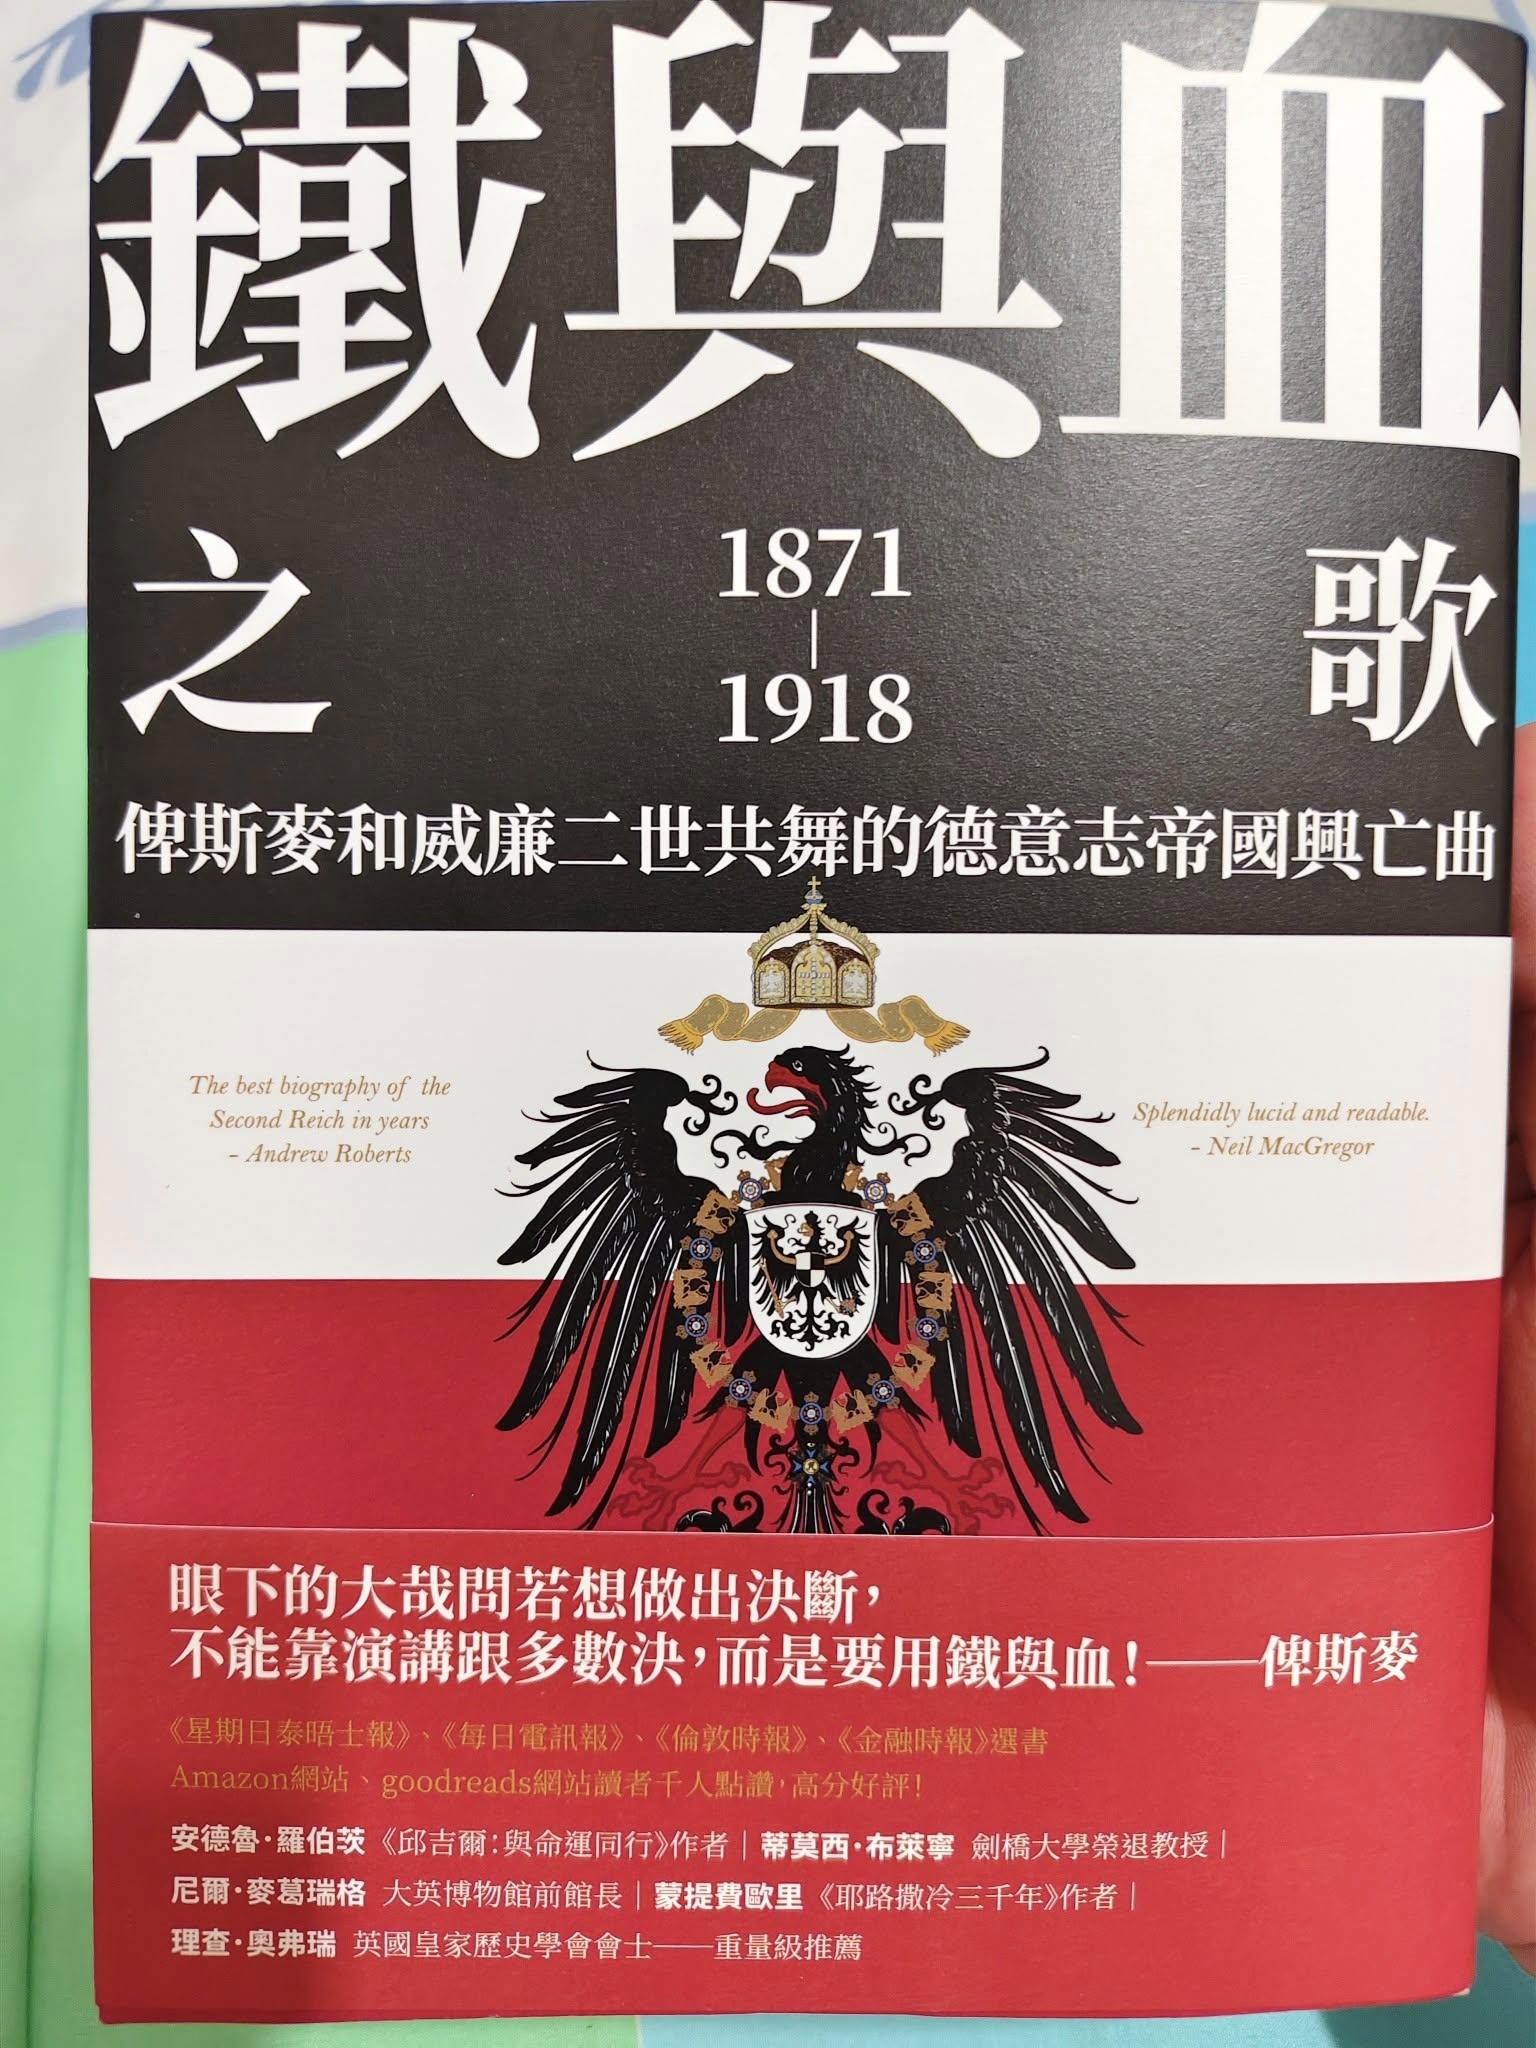 鐵與血
之歌
1871
|
1918
俾斯麥和威廉二世共舞的德意志帝國興亡曲
The best biography of the
Second Reich in years
– Andrew Roberts
Splendidly lucid and readable.
– Neil MacGregor
眼下的大哉問若想做出決斷，
不能靠演講跟多數決，而是要用鐵與血！——俾斯麥
《星期日泰晤士報》、《每日電訊報》、《倫敦時報》、《金融時報》選書
Amazon網站、goodreads網站讀者千人點讚，高分好評！
安德魯·羅伯茨 《邱吉爾：與命運同行》作者｜蒂莫西·布萊寧 劍橋大學榮退教授｜
尼爾·麥葛瑞格 大英博物館前館長｜蒙提費歐里 《耶路撒冷三千年》作者｜
理查·奧弗瑞 英國皇家歷史學會會士——重量級推薦